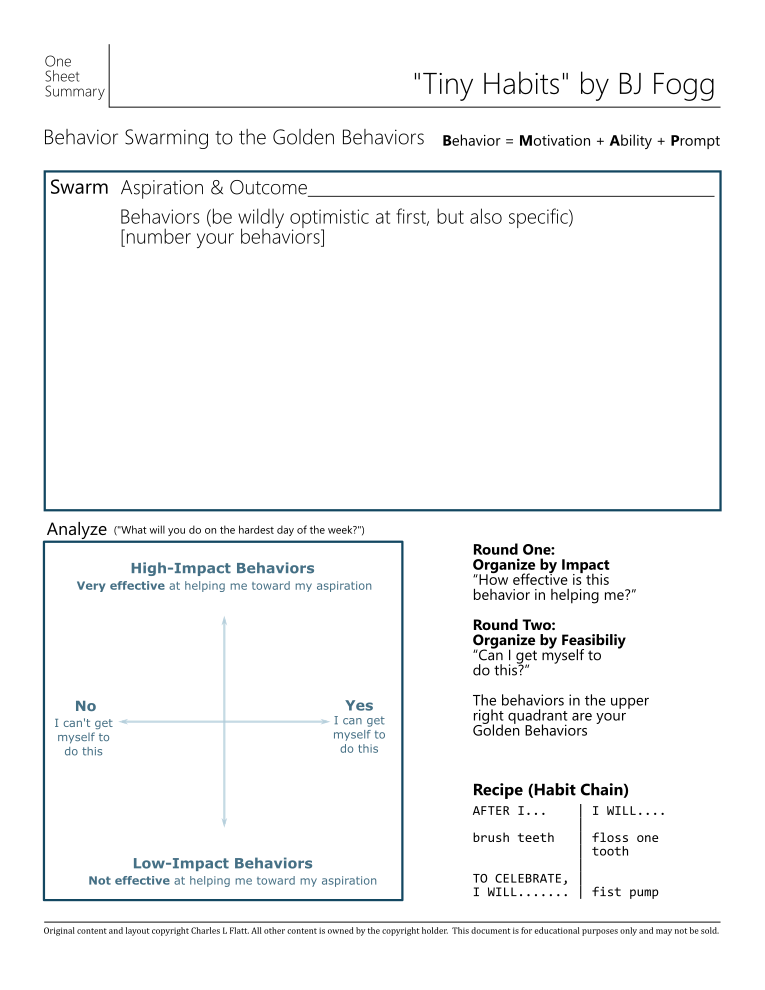 One
Sheet
Summary
"Tiny Habits" by BJ Fogg
Behavior Swarming to the Golden Behaviors
Behavior = Motivation + Ability + Prompt
Swarm Aspiration & Outcome
Behaviors (be wildly optimistic at first, but also specific)
[number your behaviors]
Analyze ("What will you do on the hardest day of the week?")
High-Impact Behaviors
Very effective at helping me toward my aspiration
No
I can't get
myself to
do this
Yes
I can get
myself to
do this
Low-Impact Behaviors
Not effective at helping me toward my aspiration
Round One:
Organize by Impact
“How effective is this
behavior in helping me?”
Round Two:
Organize by Feasibiliy
“Can I get myself to
do this?”
The behaviors in the upper
right quadrant are your
Golden Behaviors
Recipe (Habit Chain)
AFTER I... I WILL....
brush teeth floss one
tooth
TO CELEBRATE,
I WILL....... fist pump
Original content and layout copyright Charles L Flatt. All other content is owned by the copyright holder. This document is for educational purposes only and may not be sold.